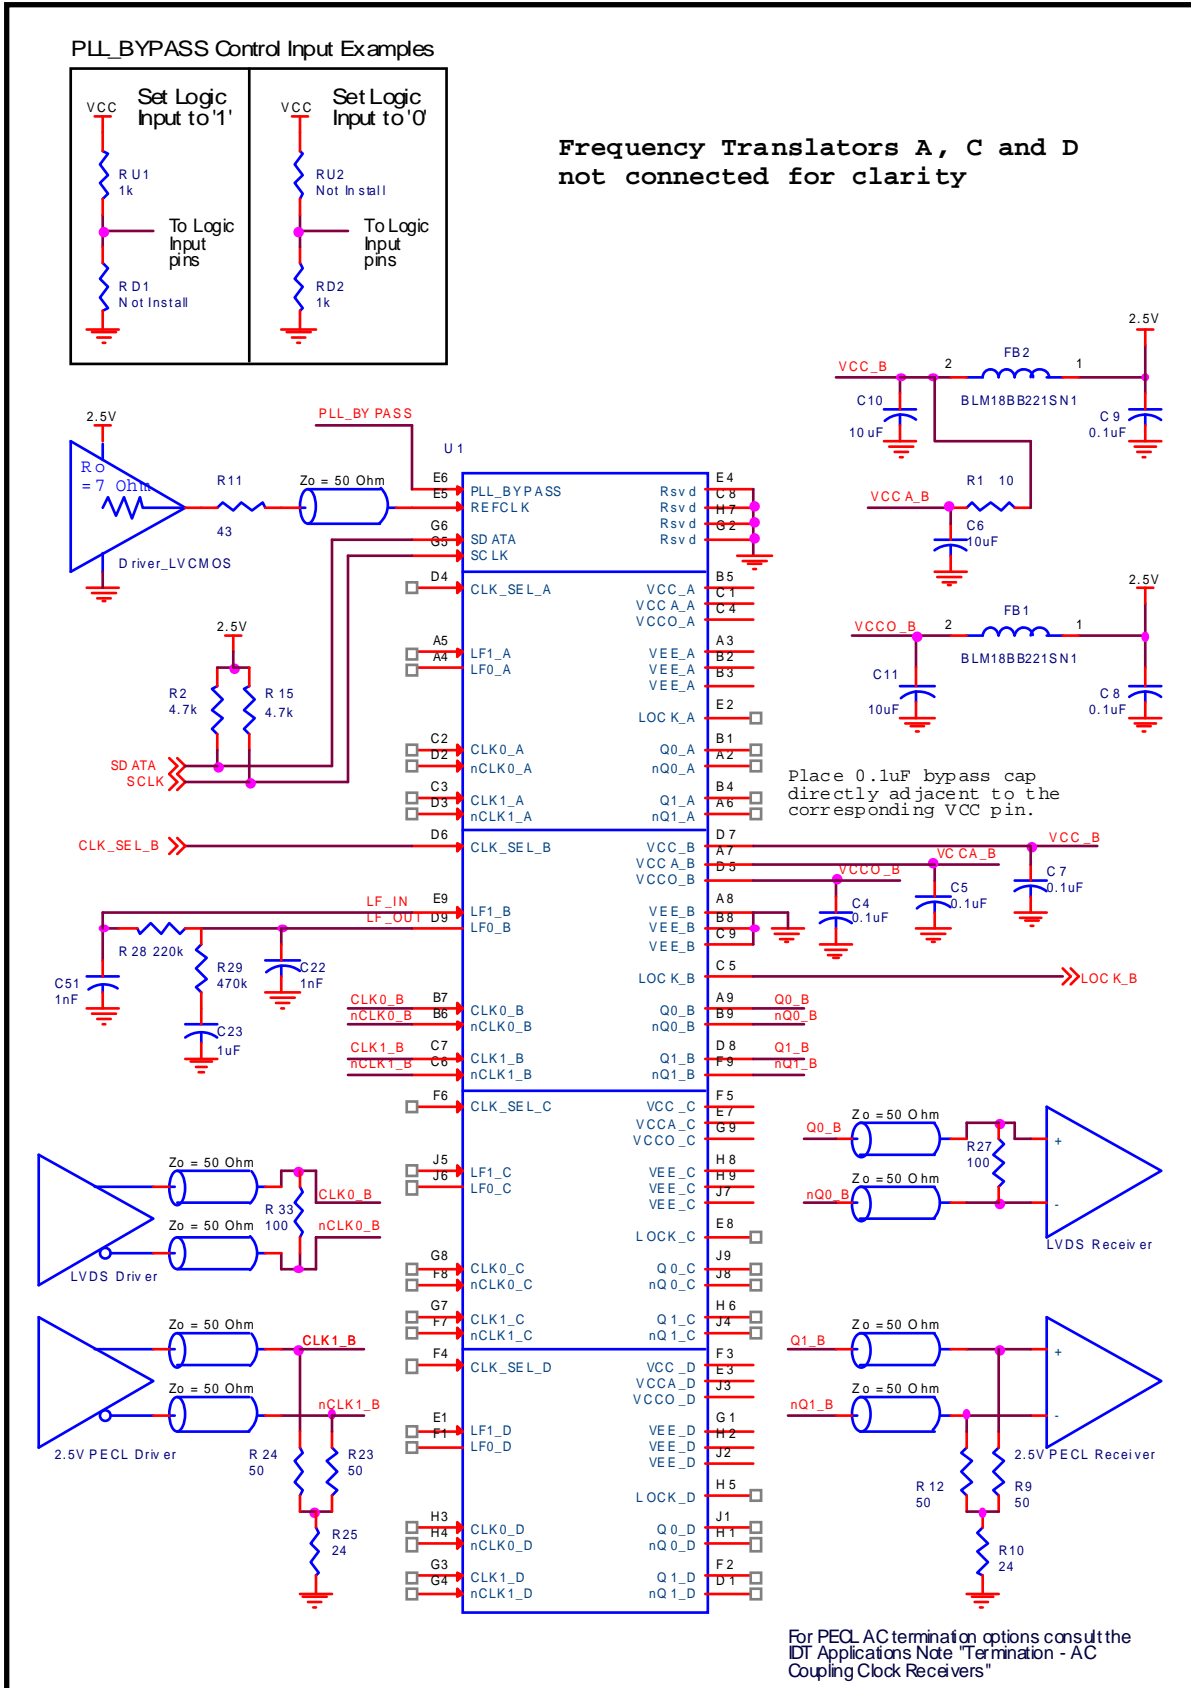 PLL_BYPASS Control Input Examples
VCC
Set Logic
Input to '1'
RU1
1k
To Logic
Input
pins
RD1
Not Install
Set Logic
Input to '0'
RU2
Not Install
To Logic
Input
pins
RD2
1k
Frequency Translators A, C and D
not connected for clarity
2.5V
FB2
VCC_B
2
1
BLM18BB221SN1
C10
10uF
C9
0.1uF
R1 10
VCCA_B
C6
10uF
2.5V
FB1
VCCO_B
2
1
BLM18BB221SN1
C11
10uF
C8
0.1uF
PLL_BYPASS
2.5V
Ro
=7 Ohm
R11
43
Zo = 50 Ohm
Driver_LVCMOS
U1
E6
PLL_BYPASS
E5
REFCLK
G6
SDATA
G5
SCLK
E4
Rsvd
C8
Rsvd
H7
Rsvd
G2
Rsvd
D4
CLK_SEL_A
A5
LF1_A
A4
LF0_A
C2
CLK0_A
D2
nCLK0_A
C3
CLK1_A
D3
nCLK1_A
B5
VCC_A
C1
VCCA_A
C4
VCCO_A
A3
VEE_A
B2
VEE_A
B3
VEE_A
E2
LOCK_A
B1
Q0_A
A2
nQ0_A
B4
Q1_A
A6
nQ1_A
2.5V
R2
4.7k
R15
4.7k
SDATA
SCLK
Place 0.1uF bypass cap
directly adjacent to the
corresponding VCC pin.
CLK_SEL_B
D6
CLK_SEL_B
E9
LF1_B
D9
LF0_B
B7
CLK0_B
B6
nCLK0_B
C7
CLK1_B
C6
nCLK1_B
D7
VCC_B
A7
VCCA_B
D5
VCCO_B
A8
VEE_B
B8
VEE_B
C9
VEE_B
C5
LOCK_B
A9
Q0_B
B9
nQ0_B
D8
Q1_B
F9
nQ1_B
VCC_B
VCCA_B
VCCO_B
C7
0.1uF
C5
0.1uF
C4
0.1uF
LOCK_B
Q0_B
nQ0_B
Q1_B
nQ1_B
LF_IN
LF_OUT
R28 220k
R29
470k
C22
1nF
C51
1nF
C23
1uF
CLK0_B
nCLK0_B
CLK1_B
nCLK1_B
F6
CLK_SEL_C
J5
LF1_C
J6
LF0_C
G8
CLK0_C
F8
nCLK0_C
G7
CLK1_C
F7
nCLK1_C
F5
VCC_C
E7
VCCA_C
G9
VCCO_C
H8
VEE_C
H9
VEE_C
J7
VEE_C
E8
LOCK_C
J9
Q0_C
J8
nQ0_C
H6
Q1_C
J4
nQ1_C
Zo = 50 Ohm
Zo = 50 Ohm
R33
100
CLK0_B
nCLK0_B
LVDS Driver
Q0_B
Zo = 50 Ohm
nQ0_B
Zo = 50 Ohm
R27
100
+
-
LVDS Receiver
F4
CLK_SEL_D
E1
LF1_D
F1
LF0_D
H3
CLK0_D
H4
nCLK0_D
G3
CLK1_D
G4
nCLK1_D
F3
VCC_D
E3
VCCA_D
J3
VCCO_D
G1
VEE_D
H2
VEE_D
J2
VEE_D
H5
LOCK_D
J1
Q0_D
H1
nQ0_D
F2
Q1_D
D1
nQ1_D
Zo = 50 Ohm
Zo = 50 Ohm
CLK1_B
nCLK1_B
2.5V PECL Driver
R24
50
R23
50
R25
24
Q1_B
Zo = 50 Ohm
nQ1_B
Zo = 50 Ohm
+
-
2.5V PECL Receiver
R12
50
R9
50
R10
24
For PECL AC termination options consult the
IDT Applications Note "Termination - AC
Coupling Clock Receivers"